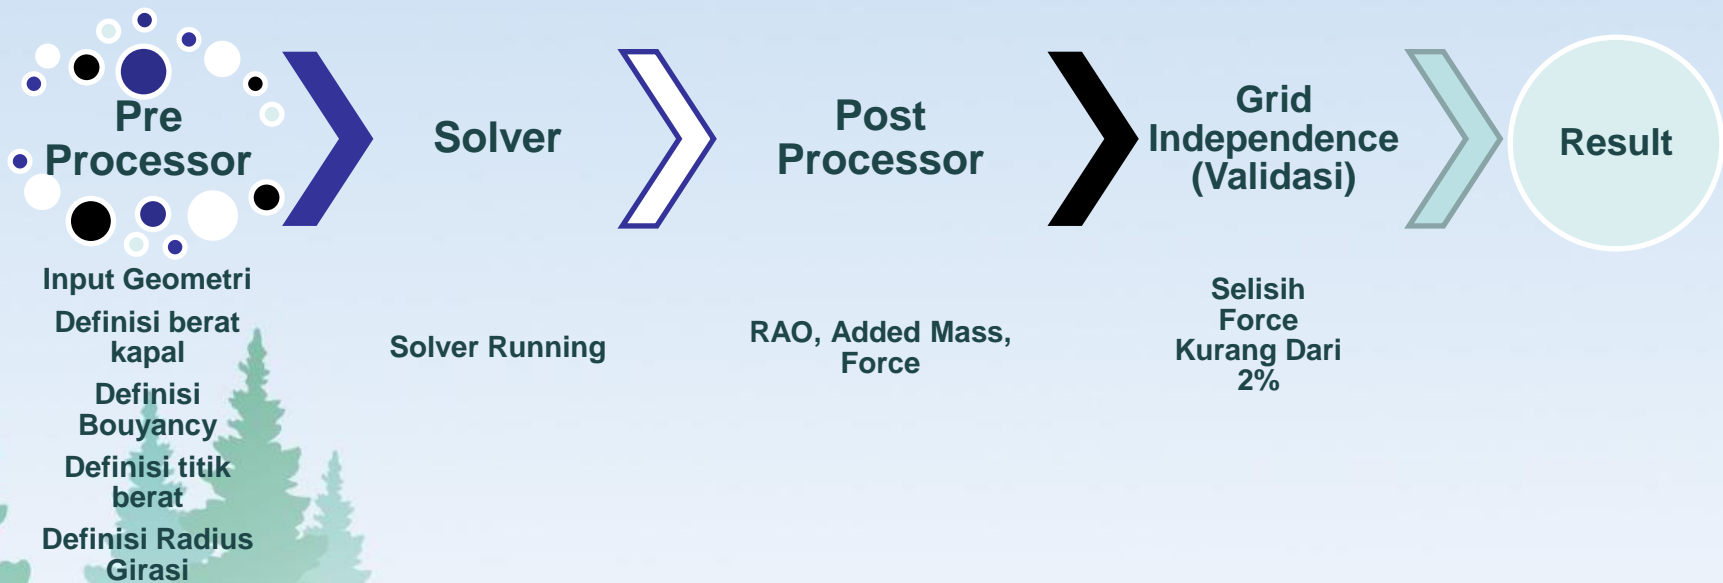 Pre
Processor
Input Geometri
Definisi berat
kapal
Definisi
Bouyancy
Definisi titik
berat
Definisi Radius
Girasi
Solver
Solver Running
Post
Processor
RAO, Added Mass,
Force
Grid
Independence
(Validasi)
Selisih
Force
Kurang Dari
2%
Result